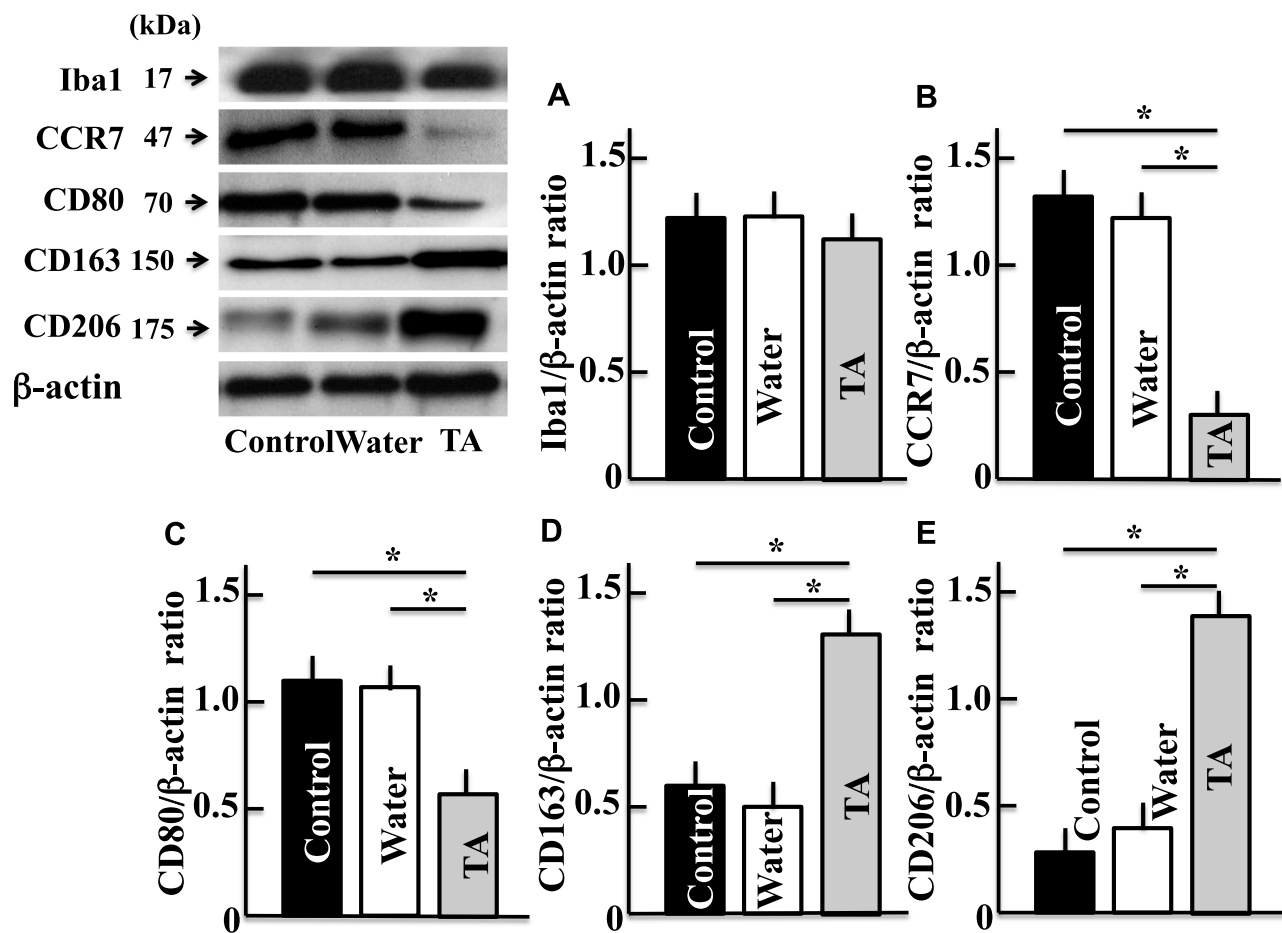 (kDa)
Iba1 17
CCR7 47
CD80 70
CD163 150
CD206 175
β-actin
Control Water TA
A
Iba1/β-actin ratio
1.5
1.0
0.5
0
Control
Water
TA
B
CCR7/β-actin ratio
1.5
1.0
0.5
0
Control
Water
TA
*
*
C
CD80/β-actin ratio
1.5
1.0
0.5
0
Control
Water
TA
*
*
D
CD163/β-actin ratio
1.5
1.0
0.5
0
Control
Water
TA
*
*
E
CD206/β-actin ratio
1.5
1.0
0.5
0
Control
Water
TA
*
*